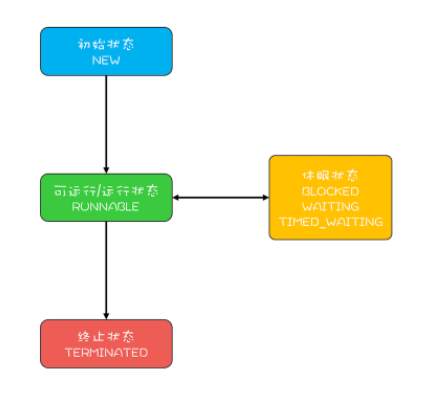 初始状态
NEW
可运行/运行状态
RUNNABLE
休眠状态
BLOCKED
WAITING
TIMED_WAITING
终止状态
TERMINATED